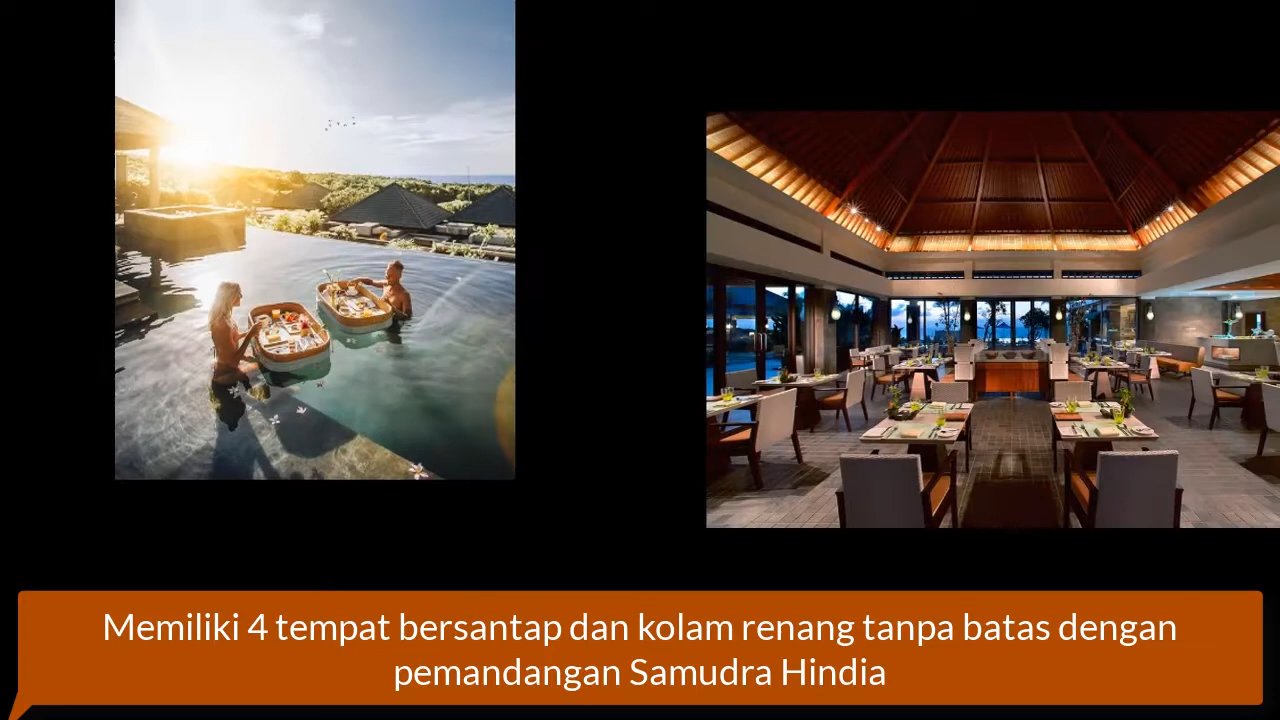 Memiliki 4 tempat bersantap dan kolam renang tanpa batas dengan
pemandangan Samudra Hindia